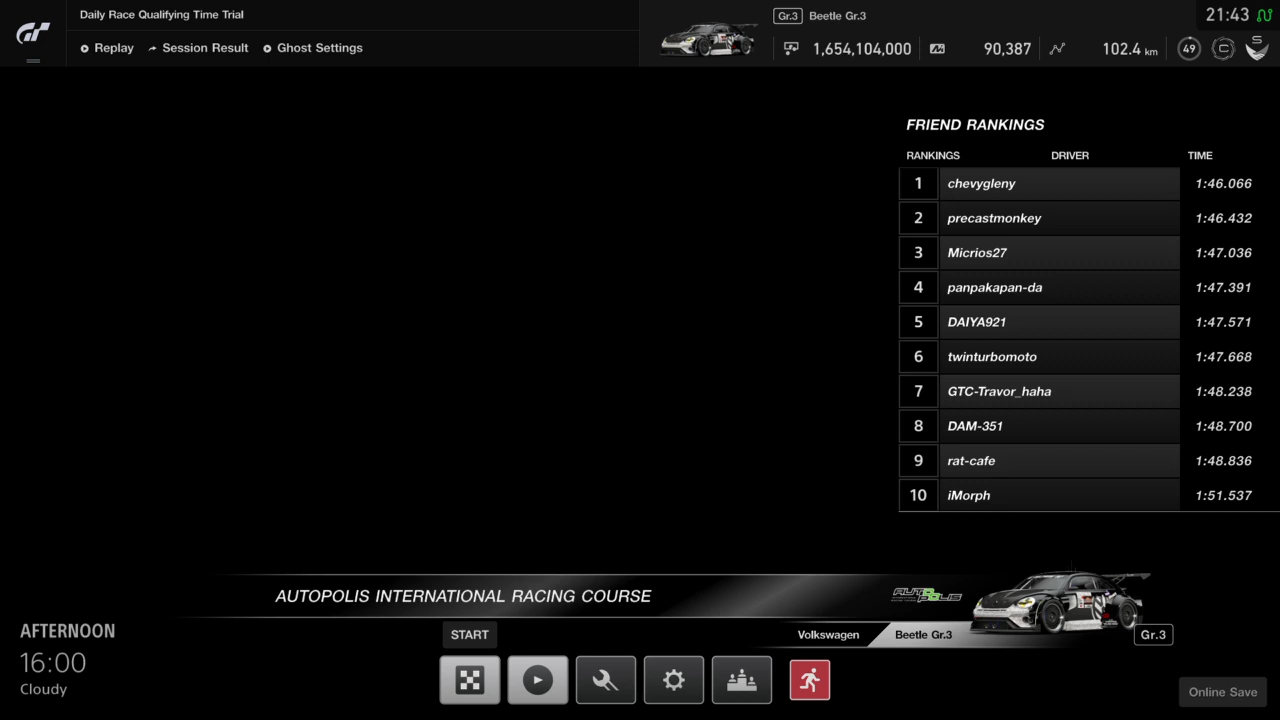 Daily Race Qualifying Time Trial
Replay Session Result Ghost Settings
Gr.3 Beetle Gr.3
21:43
1,654,104,000 90,387 102.4 km 49 C S
FRIEND RANKINGS
RANKINGS DRIVER TIME
1 chevygleny 1:46.066
2 precastmonkey 1:46.432
3 Micrios27 1:47.036
4 panpakapan-da 1:47.391
5 DAIYA921 1:47.571
6 twinturbomoto 1:47.668
7 GTC-Travor_haha 1:48.238
8 DAM-351 1:48.700
9 rat-cafe 1:48.836
10 iMorph 1:51.537
AUTOPOLIS INTERNATIONAL RACING COURSE
AUTOPOLIS
AFTERNOON
16:00
Cloudy
START
Volkswagen Beetle Gr.3 Gr.3
Online Save